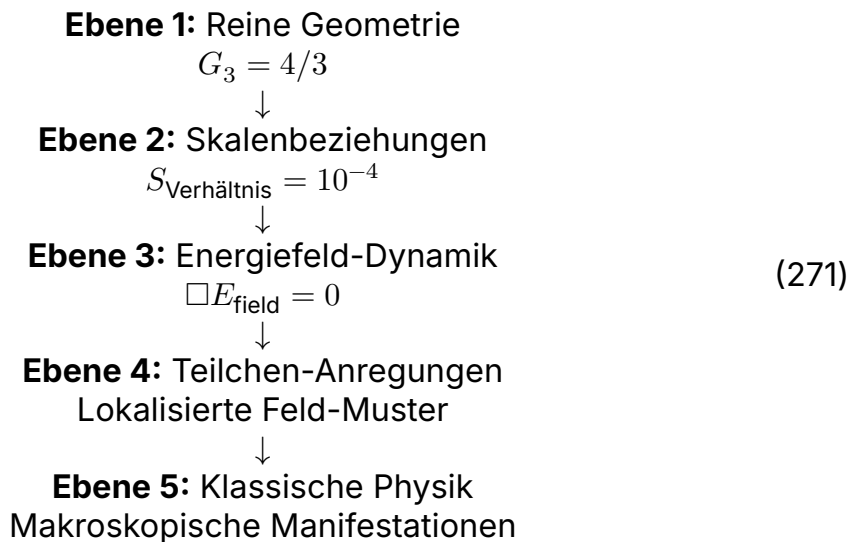 Ebene 1: Reine Geometrie
G₃ = 4/3
↓
Ebene 2: Skalenbeziehungen
S_Verhältnis = 10⁻⁴
↓
Ebene 3: Energiefeld-Dynamik
□E_field = 0
(271)
↓
Ebene 4: Teilchen-Anregungen
Lokalisierte Feld-Muster
↓
Ebene 5: Klassische Physik
Makroskopische Manifestationen